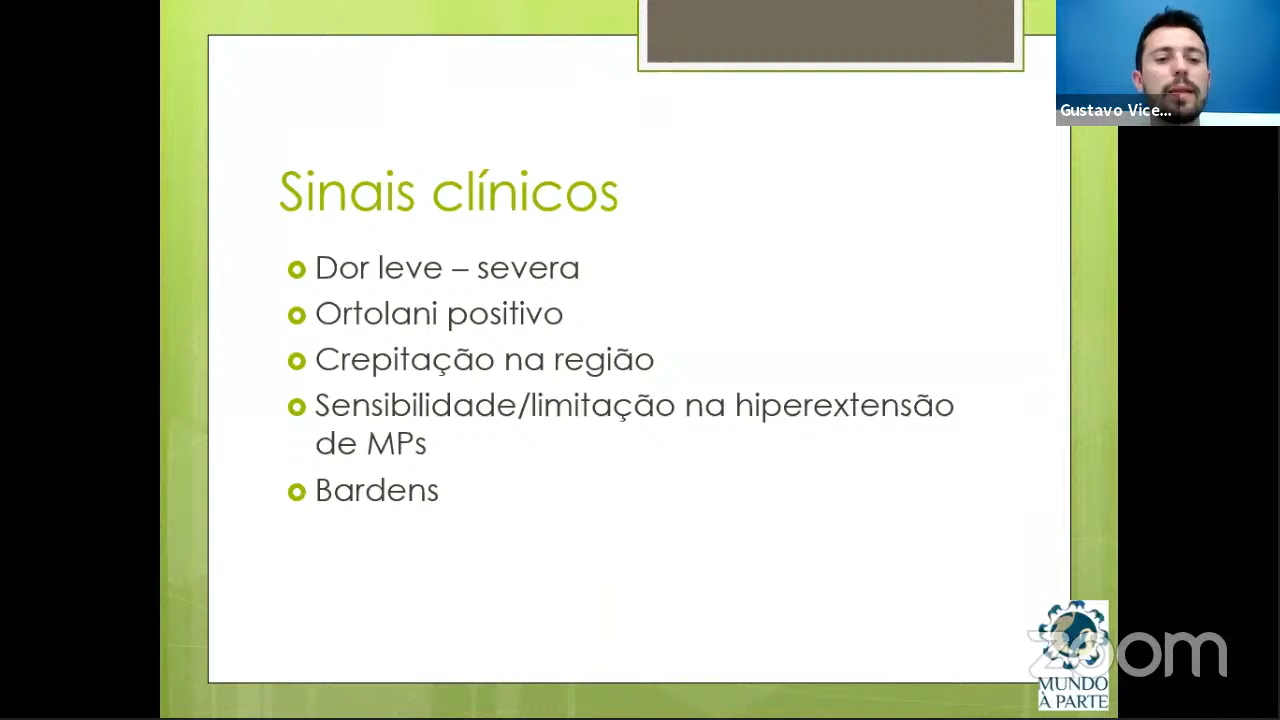 Gustavo Vice...
Sinais clínicos
Dor leve – severa
Ortolani positivo
Crepitação na região
Sensibilidade/limitação na hiperextensão
de MPs
Bardens
zoom
MUNDO
À PARTE